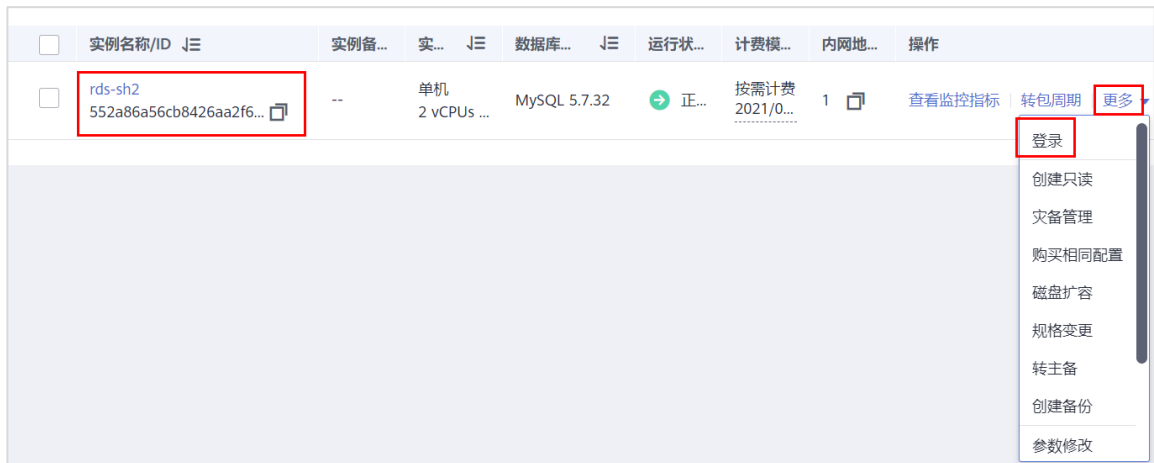 实例名称/ID 实例备... 实... 数据库... 运行状... 计费模... 内网地... 操作
rds-sh2
552a86a56cb8426aa2f6...
--
单机
2 vCPUs ...
MySQL 5.7.32
正...
按需计费
2021/0...
1
查看监控指标 转包周期 更多
登录
创建只读
灾备管理
购买相同配置
磁盘扩容
规格变更
转主备
创建备份
参数修改